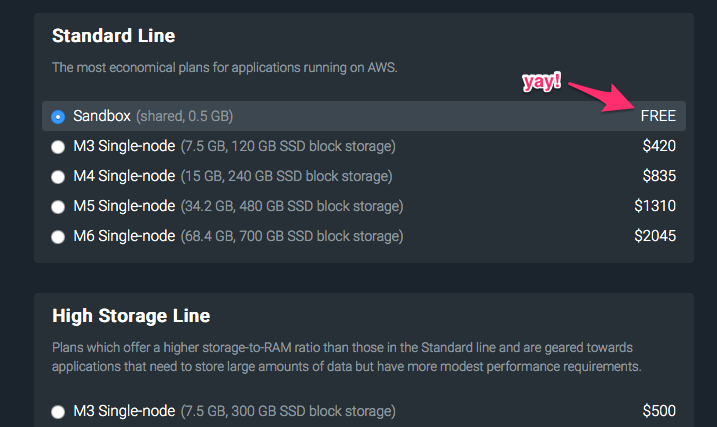 Standard Line
The most economical plans for applications running on AWS.
yay!
Sandbox (shared, 0.5 GB) FREE
M3 Single-node (7.5 GB, 120 GB SSD block storage) $420
M4 Single-node (15 GB, 240 GB SSD block storage) $835
M5 Single-node (34.2 GB, 480 GB SSD block storage) $1310
M6 Single-node (68.4 GB, 700 GB SSD block storage) $2045
High Storage Line
Plans which offer a higher storage-to-RAM ratio than those in the Standard line and are geared towards
applications that need to store large amounts of data but have more modest performance requirements.
M3 Single-node (7.5 GB, 300 GB SSD block storage) $500